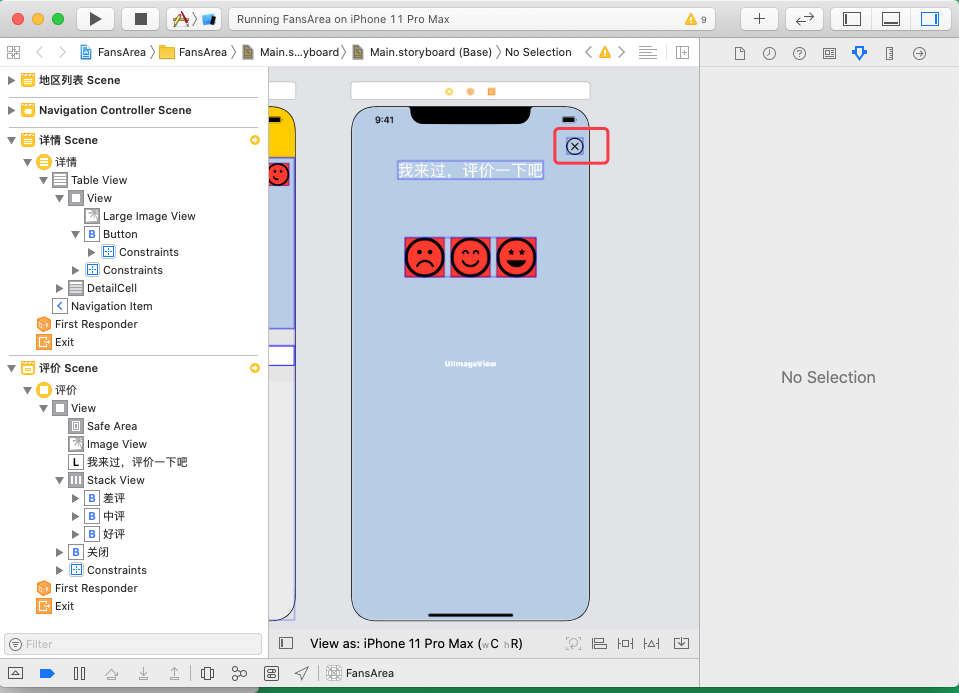 Running FansArea on iPhone 11 Pro Max
9
FansArea
FansArea
Main.s...yboard
Main.storyboard (Base)
No Selection
地区列表 Scene
Navigation Controller Scene
详情 Scene
详情
Table View
View
Large Image View
B Button
Constraints
Constraints
DetailCell
Navigation Item
First Responder
Exit
评价 Scene
评价
View
Safe Area
Image View
L 我来过，评价一下吧
Stack View
B 差评
B 中评
B 好评
B 关闭
Constraints
First Responder
Exit
Filter
9:41
我来过，评价一下吧
UIImageView
View as: iPhone 11 Pro Max (wC hR)
No Selection
FansArea